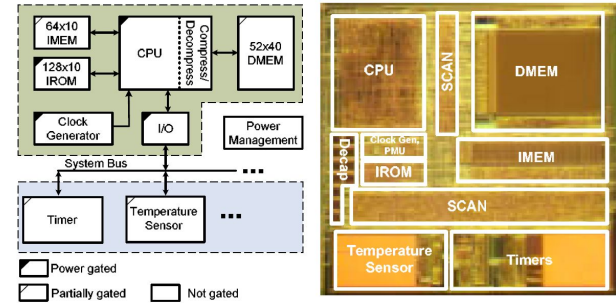 64x10
IMEM
128x10
IROM
CPU
Compress/
Decompress
52x40
DMEM
Clock
Generator
I/O
Power
Management
System Bus
Timer
Temperature
Sensor
Power gated
Partially gated
Not gated
CPU
SCAN
DMEM
Decap
Clock Gen,
PMU
IROM
IMEM
SCAN
Temperature
Sensor
Timers